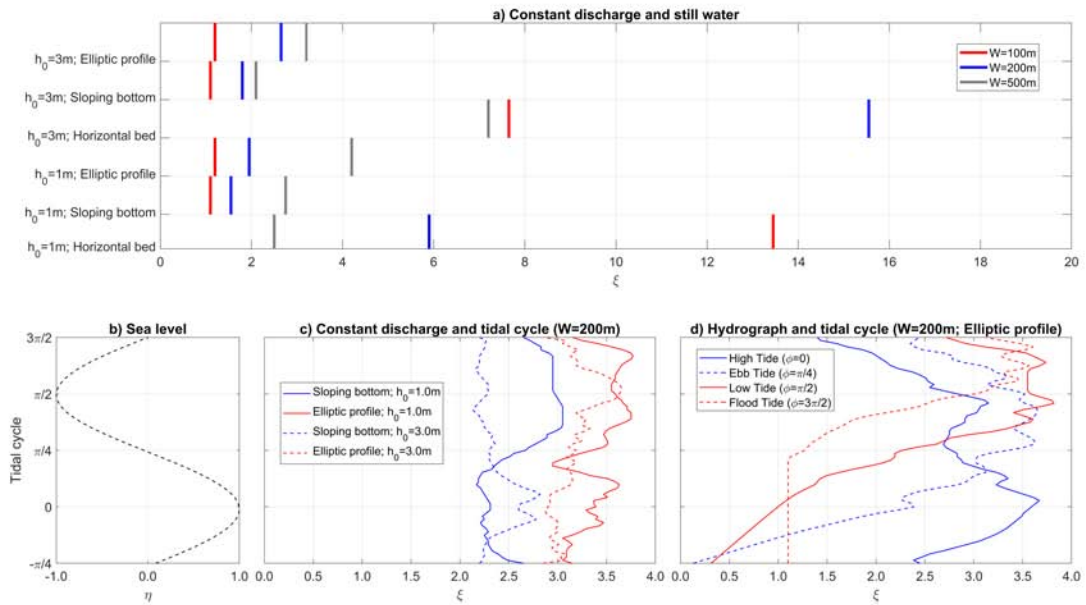 a) Constant discharge and still water
h0=3m; Elliptic profile
h0=3m; Sloping bottom
h0=3m; Horizontal bed
h0=1m; Elliptic profile
h0=1m; Sloping bottom
h0=1m; Horizontal bed
W=100m
W=200m
W=500m
0 2 4 6 8 10 12 14 16 18 20
ξ
b) Sea level
Tidal cycle
3π/2
π/2
π/4
0
-π/4
-1.0 0.0 1.0
η
c) Constant discharge and tidal cycle (W=200m)
Sloping bottom; h0=1.0m
Elliptic profile; h0=1.0m
Sloping bottom; h0=3.0m
Elliptic profile; h0=3.0m
0.0 0.5 1.0 1.5 2.0 2.5 3.0 3.5 4.0
ξ
d) Hydrograph and tidal cycle (W=200m; Elliptic profile)
High Tide (ϕ=0)
Ebb Tide (ϕ=π/4)
Low Tide (ϕ=π/2)
Flood Tide (ϕ=3π/2)
0.0 0.5 1.0 1.5 2.0 2.5 3.0 3.5 4.0
ξ